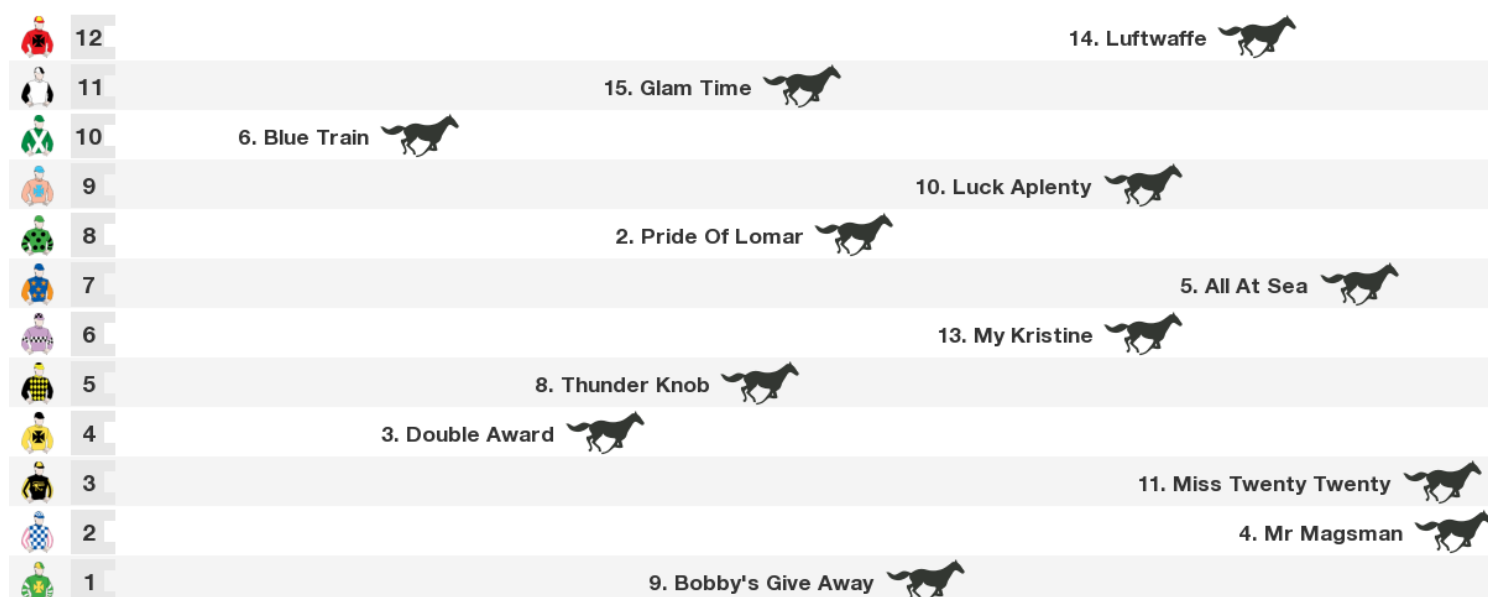 12 14. Luftwaffe
11 15. Glam Time
10 6. Blue Train
9 10. Luck Aplenty
8 2. Pride Of Lomar
7 5. All At Sea
6 13. My Kristine
5 8. Thunder Knob
4 3. Double Award
3 11. Miss Twenty Twenty
2 4. Mr Magsman
1 9. Bobby's Give Away